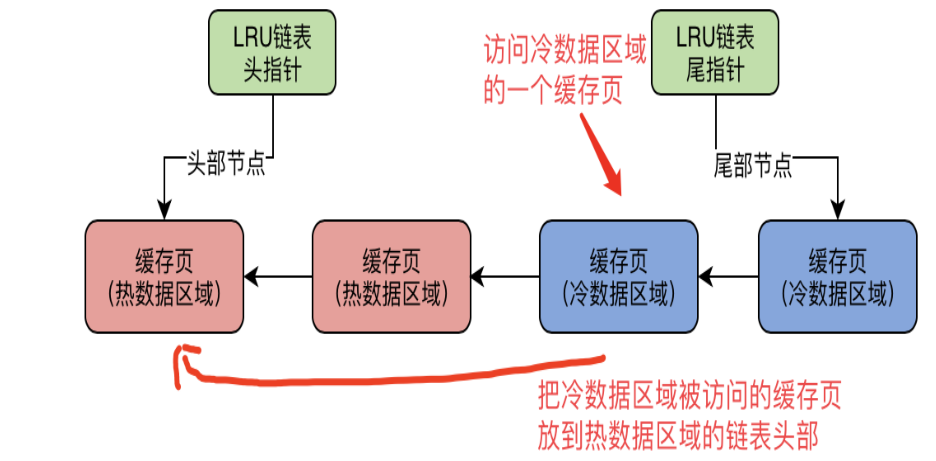 LRU链表
头指针
访问冷数据区域
的一个缓存页
LRU链表
尾指针
头部节点
尾部节点
缓存页
(热数据区域)
缓存页
(热数据区域)
缓存页
(冷数据区域)
缓存页
(冷数据区域)
把冷数据区域被访问的缓存页
放到热数据区域的链表头部